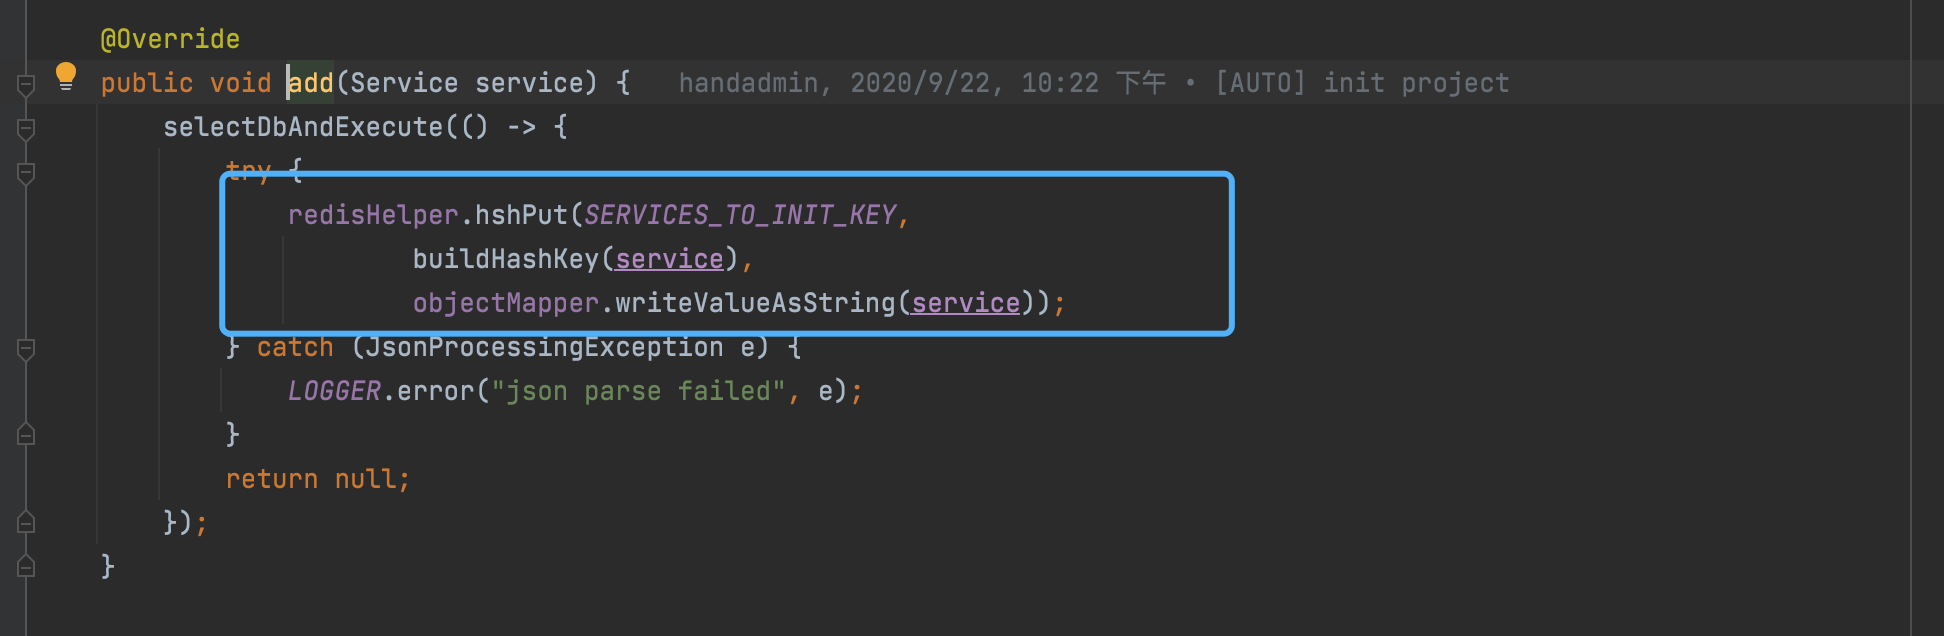 @Override
public void add(Service service) {   handadmin, 2020/9/22, 10:22 下午 • [AUTO] init project
    selectDbAndExecute(() -> {
        try {
            redisHelper.hshPut(SERVICES_TO_INIT_KEY,
                    buildHashKey(service),
                    objectMapper.writeValueAsString(service));
        } catch (JsonProcessingException e) {
            LOGGER.error("json parse failed", e);
        }
        return null;
    });
}